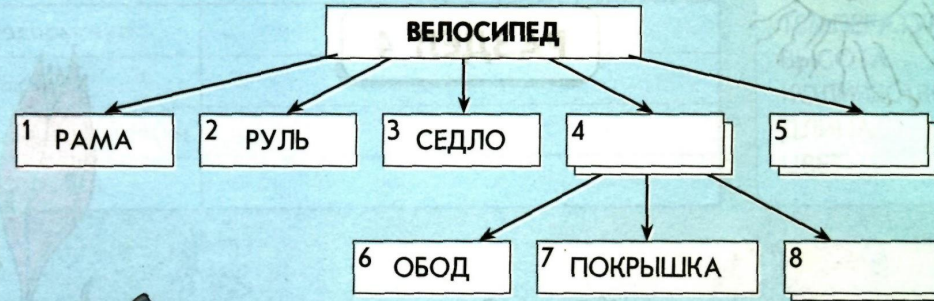 ВЕЛОСИПЕД
1 РАМА
2 РУЛЬ
3 СЕДЛО
4
5
6 ОБОД
7 ПОКРЫШКА
8